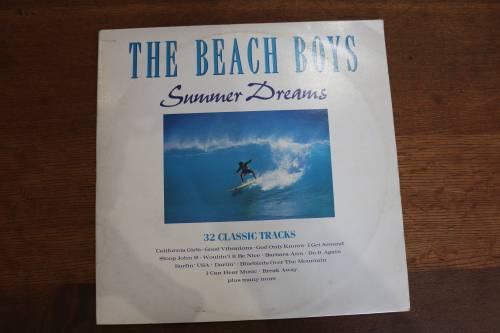 THE BEACH BOYS
Summer Dreams
32 CLASSIC TRACKS
California Girls · Good Vibrations · God Only Knows · I Get Around
Sloop John B · Wouldn't It Be Nice · Barbara Ann · Do It Again
Surfin' USA · Darlin' · Bluebirds Over The Mountain
I Can Hear Music · Break Away
plus many more